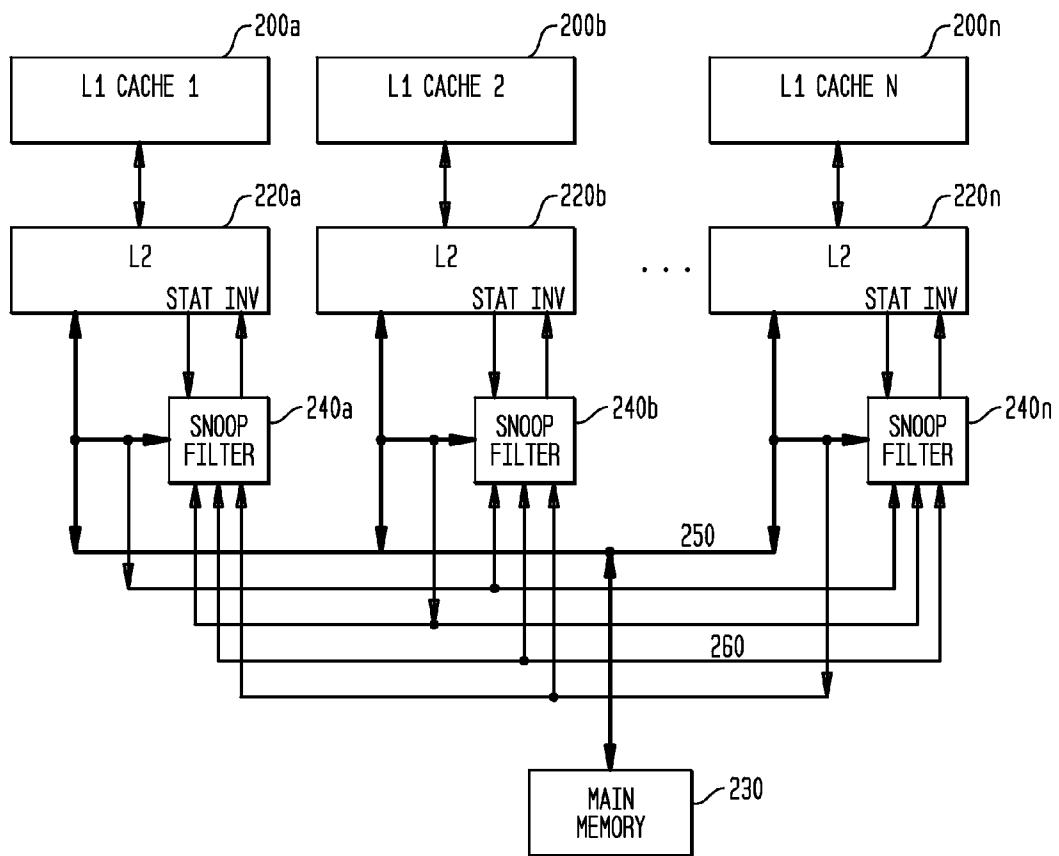 200a
200b
200n
L1 CACHE 1
L1 CACHE 2
L1 CACHE N
220a
220b
220n
L2
L2
. . .
L2
STAT INV
STAT INV
STAT INV
240a
240b
240n
SNOOP
FILTER
SNOOP
FILTER
SNOOP
FILTER
250
260
MAIN
MEMORY
230